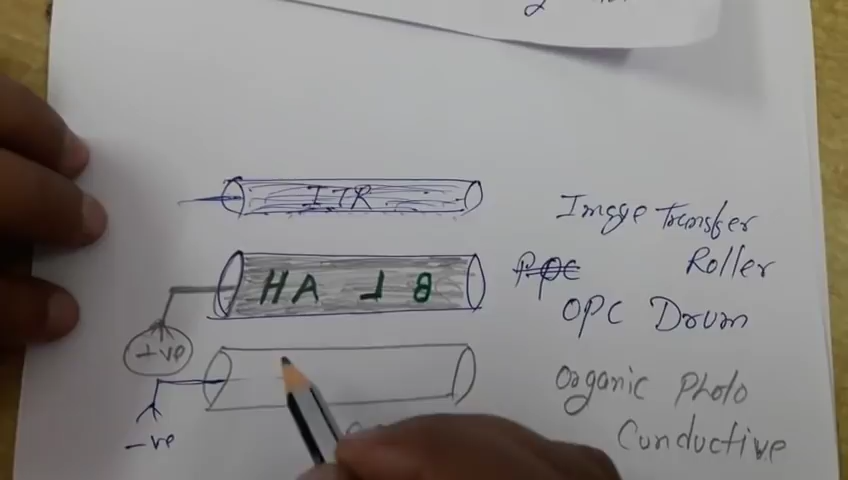 ITR
Image Transfer
Roller
HA
OPC Drum
+ve
Organic Photo
Conductive
-ve